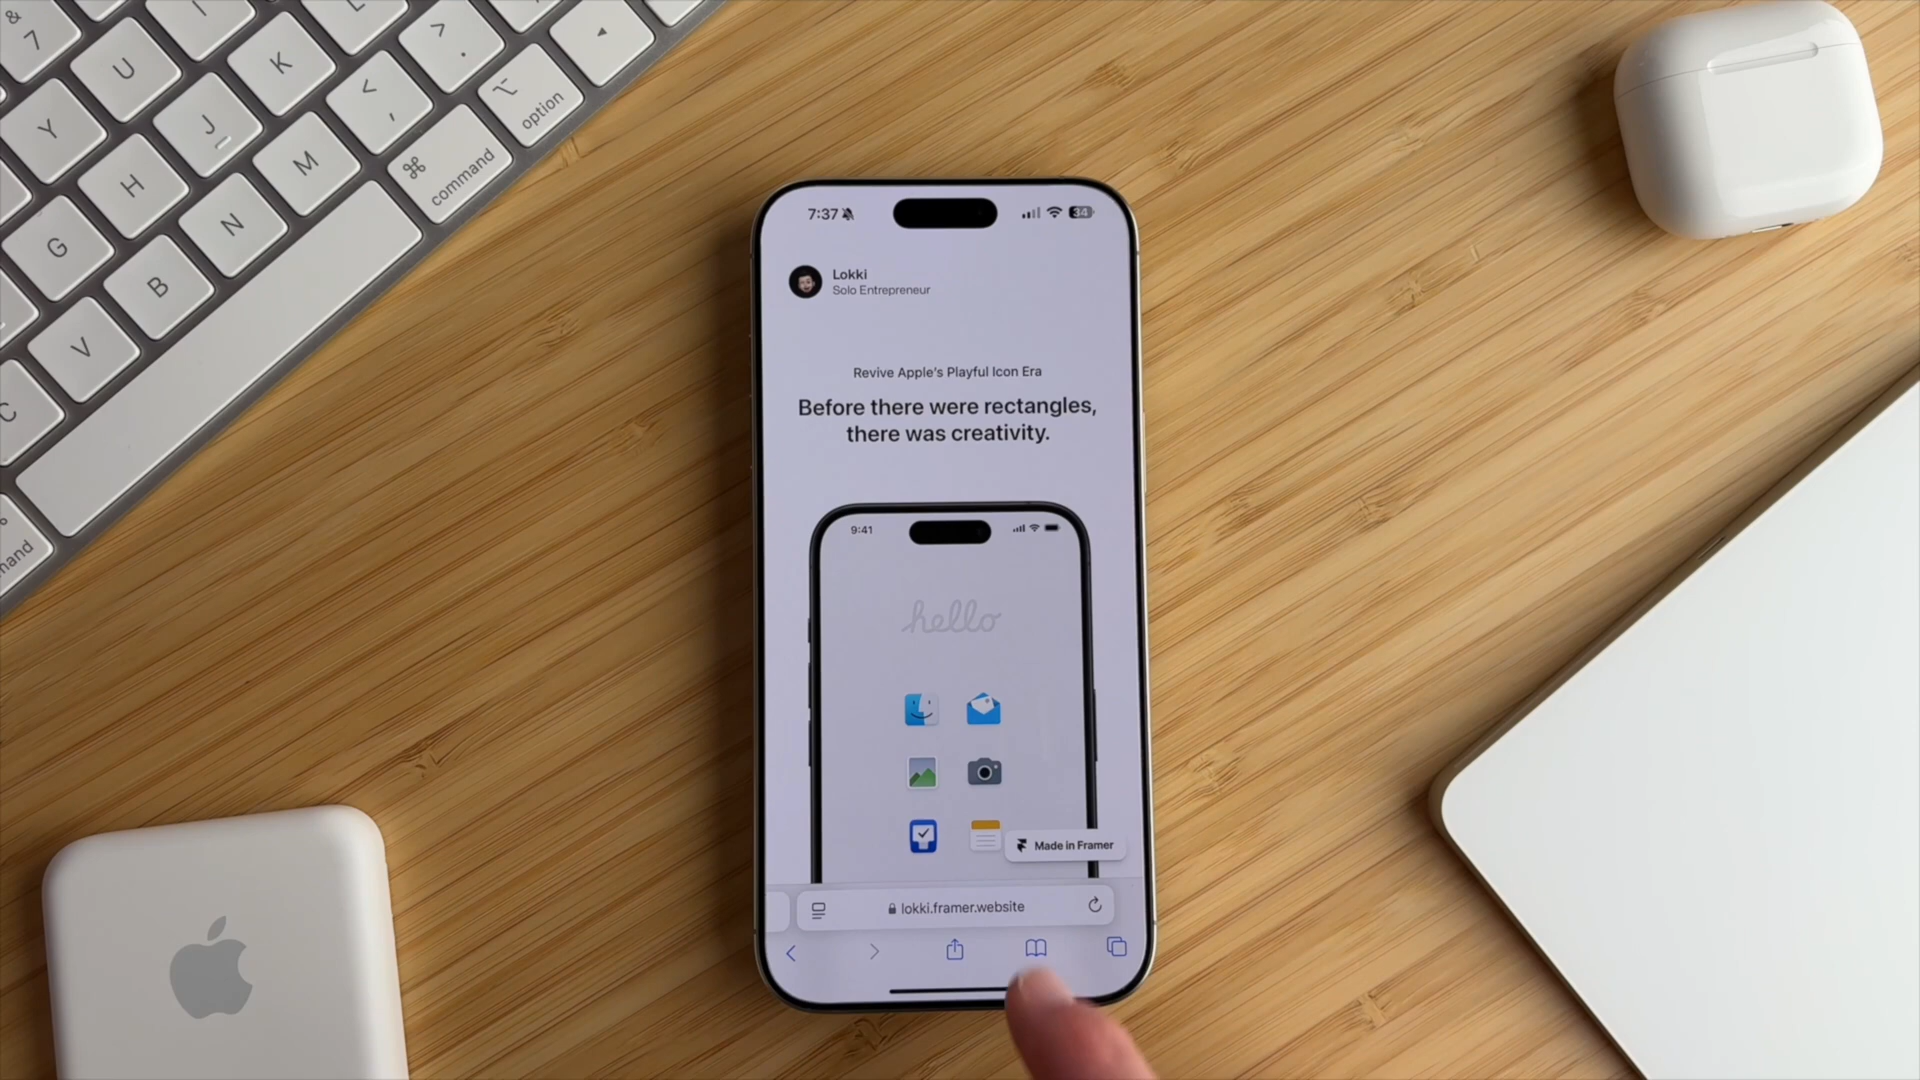 7:37
34
Lokki
Solo Entrepreneur
Revive Apple's Playful Icon Era
Before there were rectangles,
there was creativity.
9:41
hello
Made in Framer
lokki.framer.website
&
7
U
I
L
K
>
.
<
,
option
Y
J
M
command
H
N
G
B
V
C
mand